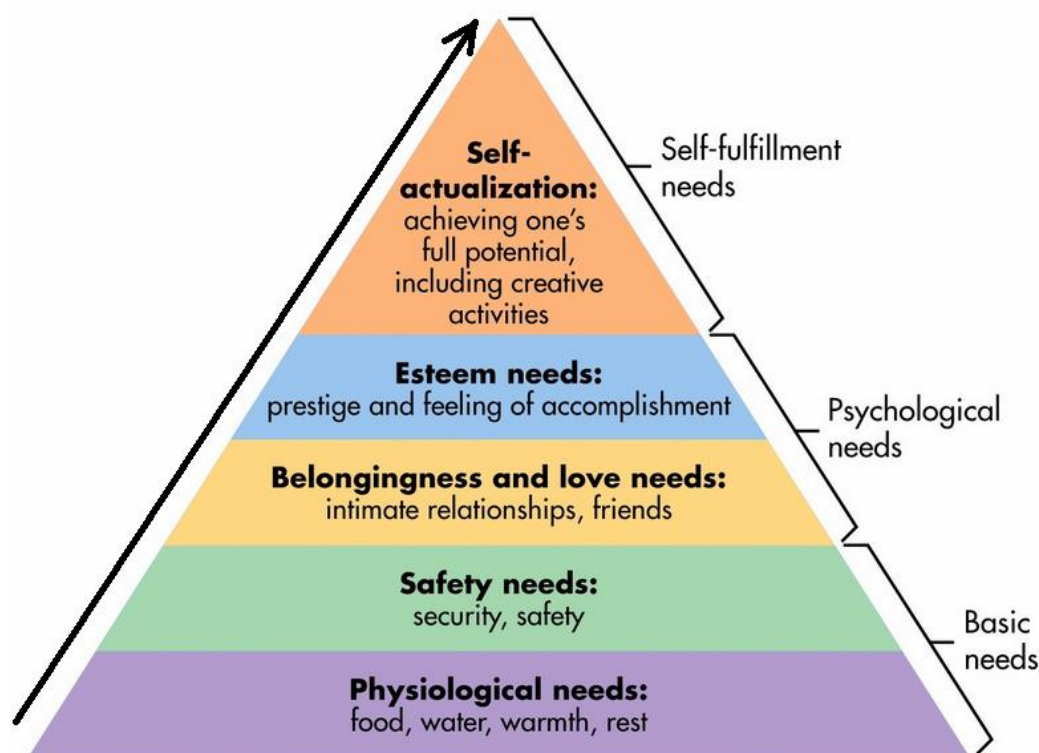 Self-
actualization:
achieving one's
full potential,
including creative
activities
Esteem needs:
prestige and feeling of accomplishment
Belongingness and love needs:
intimate relationships, friends
Safety needs:
security, safety
Physiological needs:
food, water, warmth, rest
Self-fulfillment
needs
Psychological
needs
Basic
needs